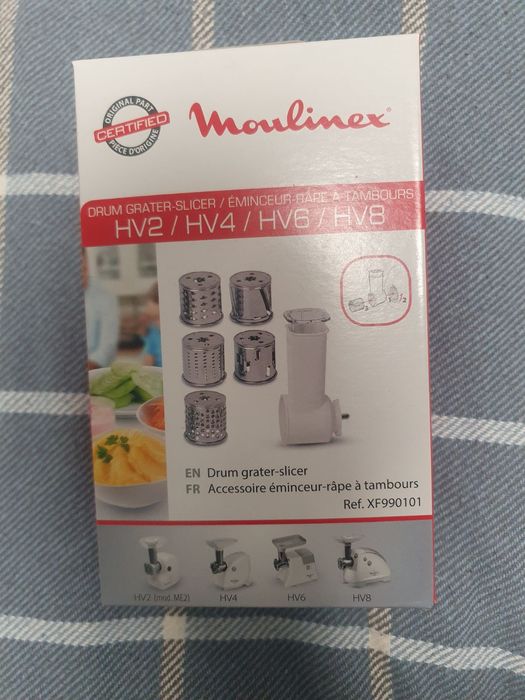 ORIGINAL PART
CERTIFIED
PIÈCE D'ORIGINE
Moulinex
DRUM GRATER-SLICER / ÉMINCEUR-RÂPE À TAMBOURS
HV2 / HV4 / HV6 / HV8
EN Drum grater-slicer
FR Accessoire éminceur-râpe à tambours
Ref. XF990101
HV2 (mod. ME2) HV4 HV6 HV8